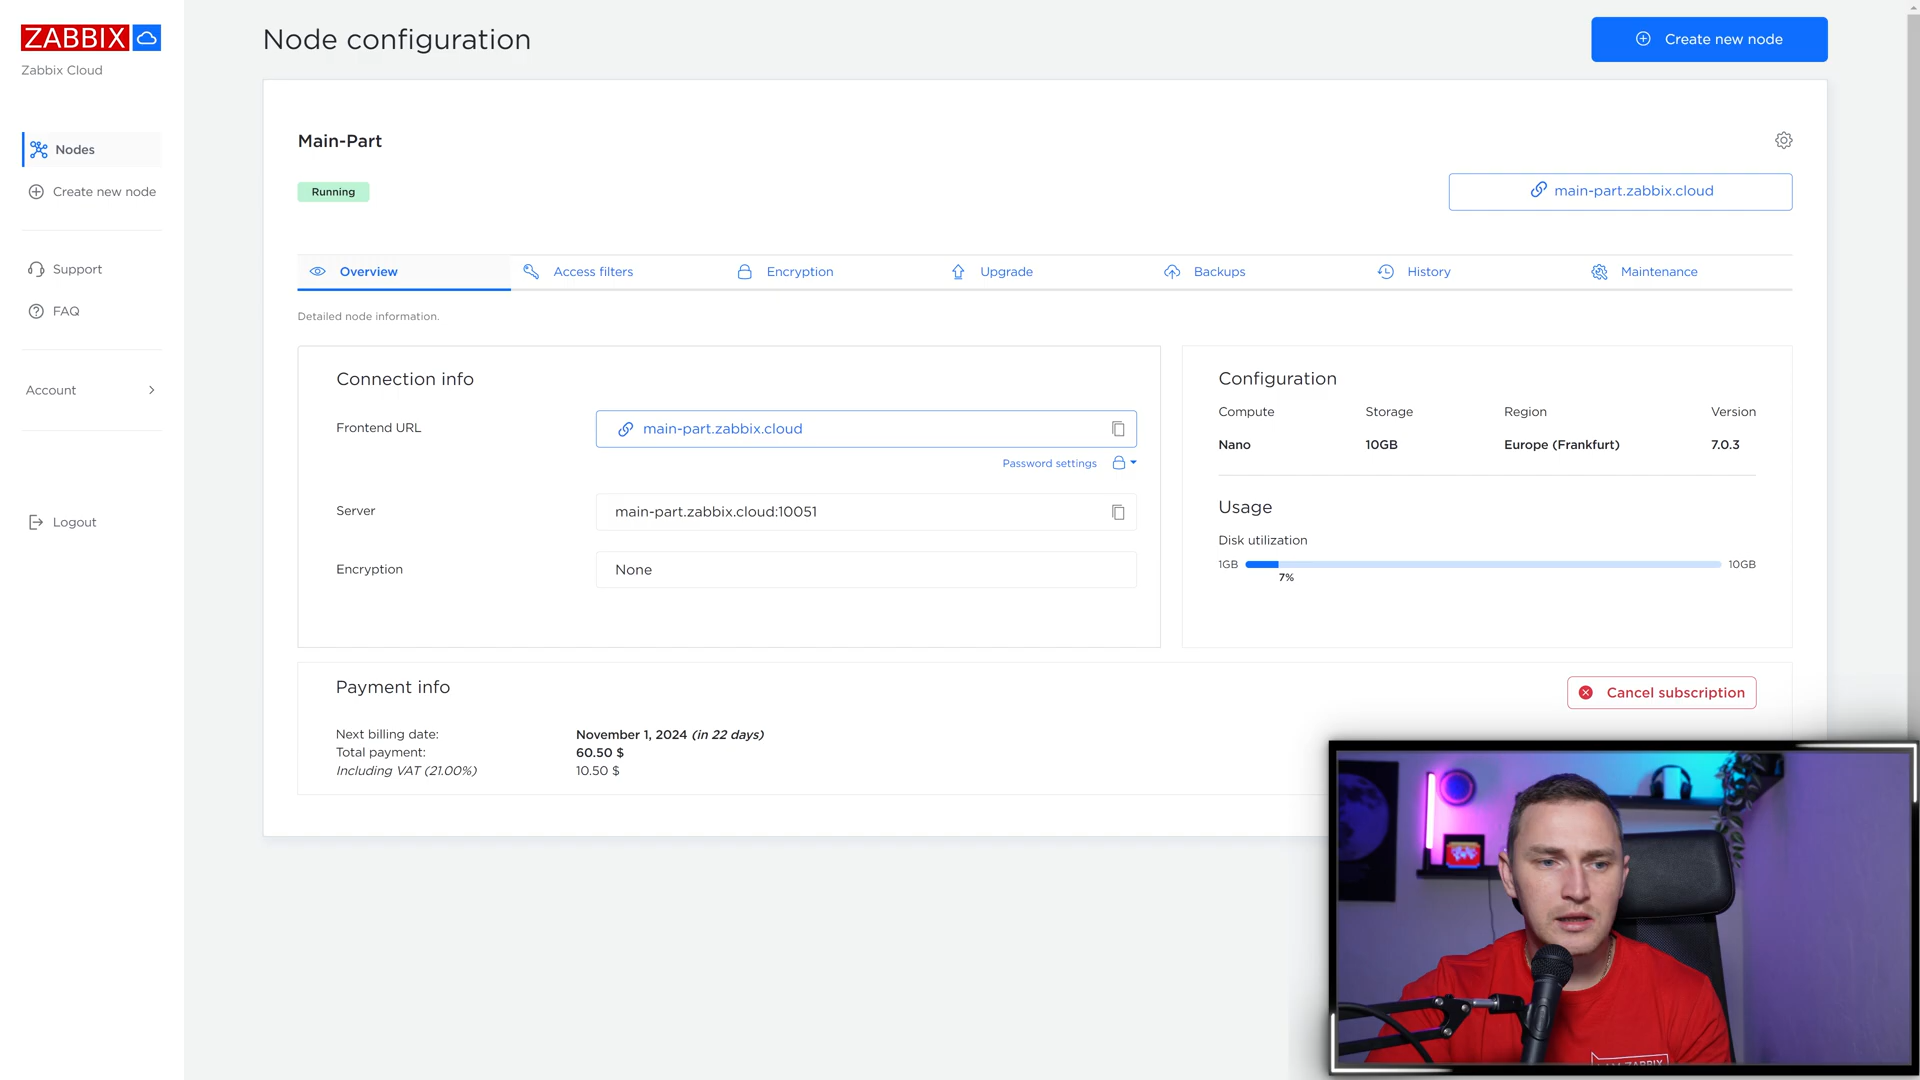 ZABBIX
Zabbix Cloud
Nodes
Create new node
Support
FAQ
Account
Logout
Node configuration
Create new node
Main-Part
Running
main-part.zabbix.cloud
Overview
Access filters
Encryption
Upgrade
Backups
History
Maintenance
Detailed node information.
Connection info
Frontend URL
main-part.zabbix.cloud
Password settings
Server
main-part.zabbix.cloud:10051
Encryption
None
Configuration
Compute Storage Region Version
Nano 10GB Europe (Frankfurt) 7.0.3
Usage
Disk utilization
1GB 10GB
7%
Payment info
Cancel subscription
Next billing date: November 1, 2024 (in 22 days)
Total payment: 60.50 $
Including VAT (21.00%) 10.50 $